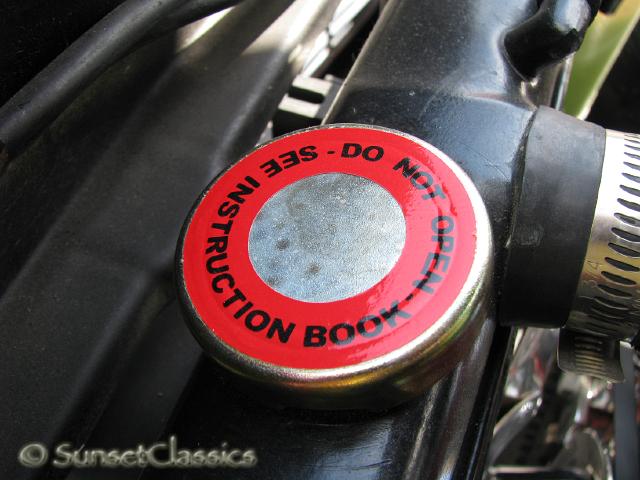 DO NOT OPEN - SEE INSTRUCTION BOOK -
© SunsetClassics